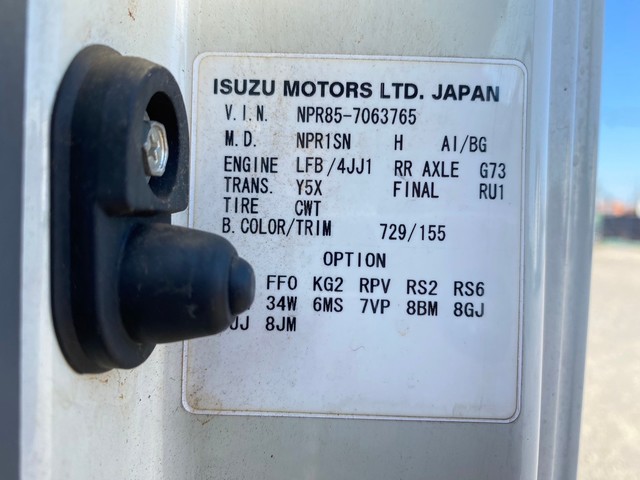 ISUZU MOTORS LTD. JAPAN
V.I.N. NPR85-7063765
M.D. NPR1SN H AI/BG
ENGINE LFB/4JJ1 RR AXLE G73
TRANS. Y5X FINAL RU1
TIRE CWT
B.COLOR/TRIM 729/155
OPTION
FFO KG2 RPV RS2 RS6
34W 6MS 7VP 8BM 8GJ
8JM